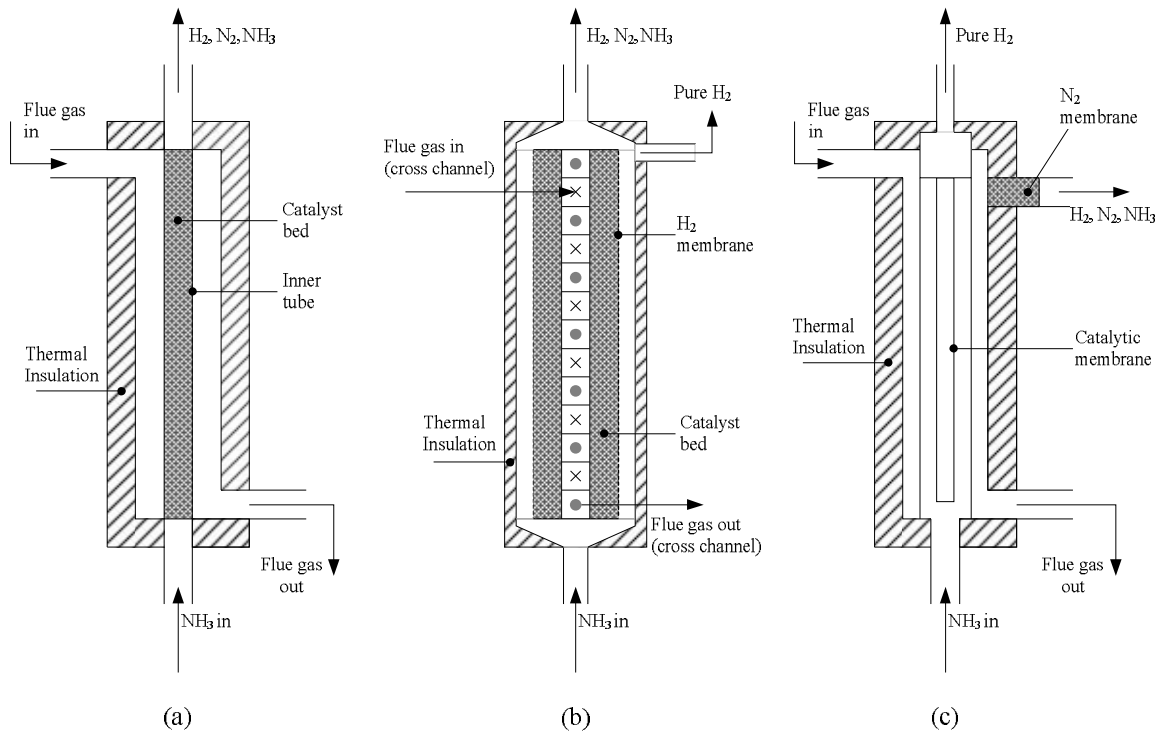 H₂, N₂, NH₃
Flue gas
in
Catalyst
bed
Inner
tube
Thermal
Insulation
Flue gas
out
NH₃ in
(a)
H₂, N₂, NH₃
Pure H₂
Flue gas in
(cross channel)
H₂
membrane
Thermal
Insulation
Catalyst
bed
Flue gas out
(cross channel)
NH₃ in
(b)
Pure H₂
Flue gas
in
N₂
membrane
H₂, N₂, NH₃
Thermal
Insulation
Catalytic
membrane
Flue gas
out
NH₃ in
(c)